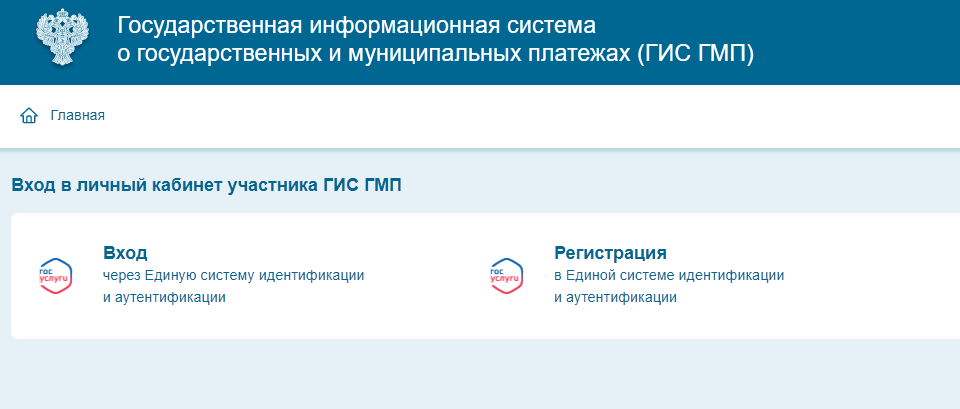 Государственная информационная система
о государственных и муниципальных платежах (ГИС ГМП)
Главная
Вход в личный кабинет участника ГИС ГМП
гос
услуги
Вход
через Единую систему идентификации
и аутентификации
гос
услуги
Регистрация
в Единой системе идентификации
и аутентификации